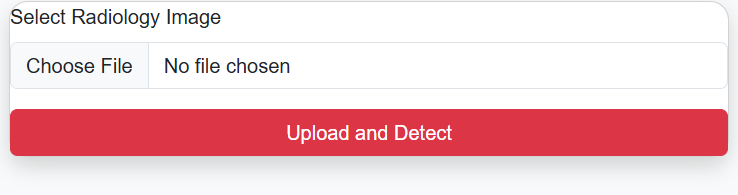 Select Radiology Image
Choose File No file chosen
Upload and Detect